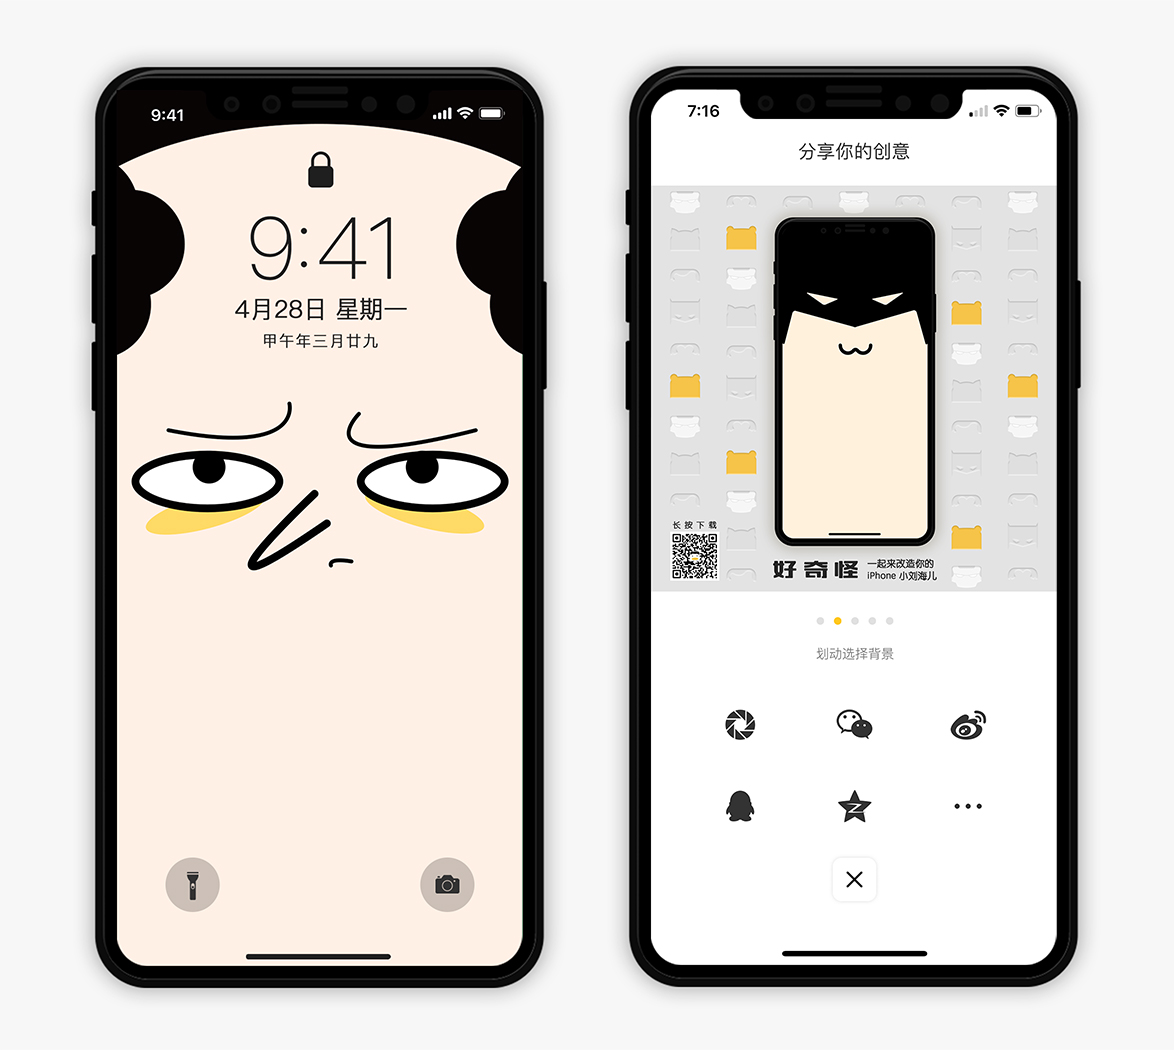 9:41
9:41
4月28日 星期一
甲午年三月廿九
7:16
分享你的创意
长按下载
好奇怪
一起来改造你的
iPhone 小刘海儿
划动选择背景